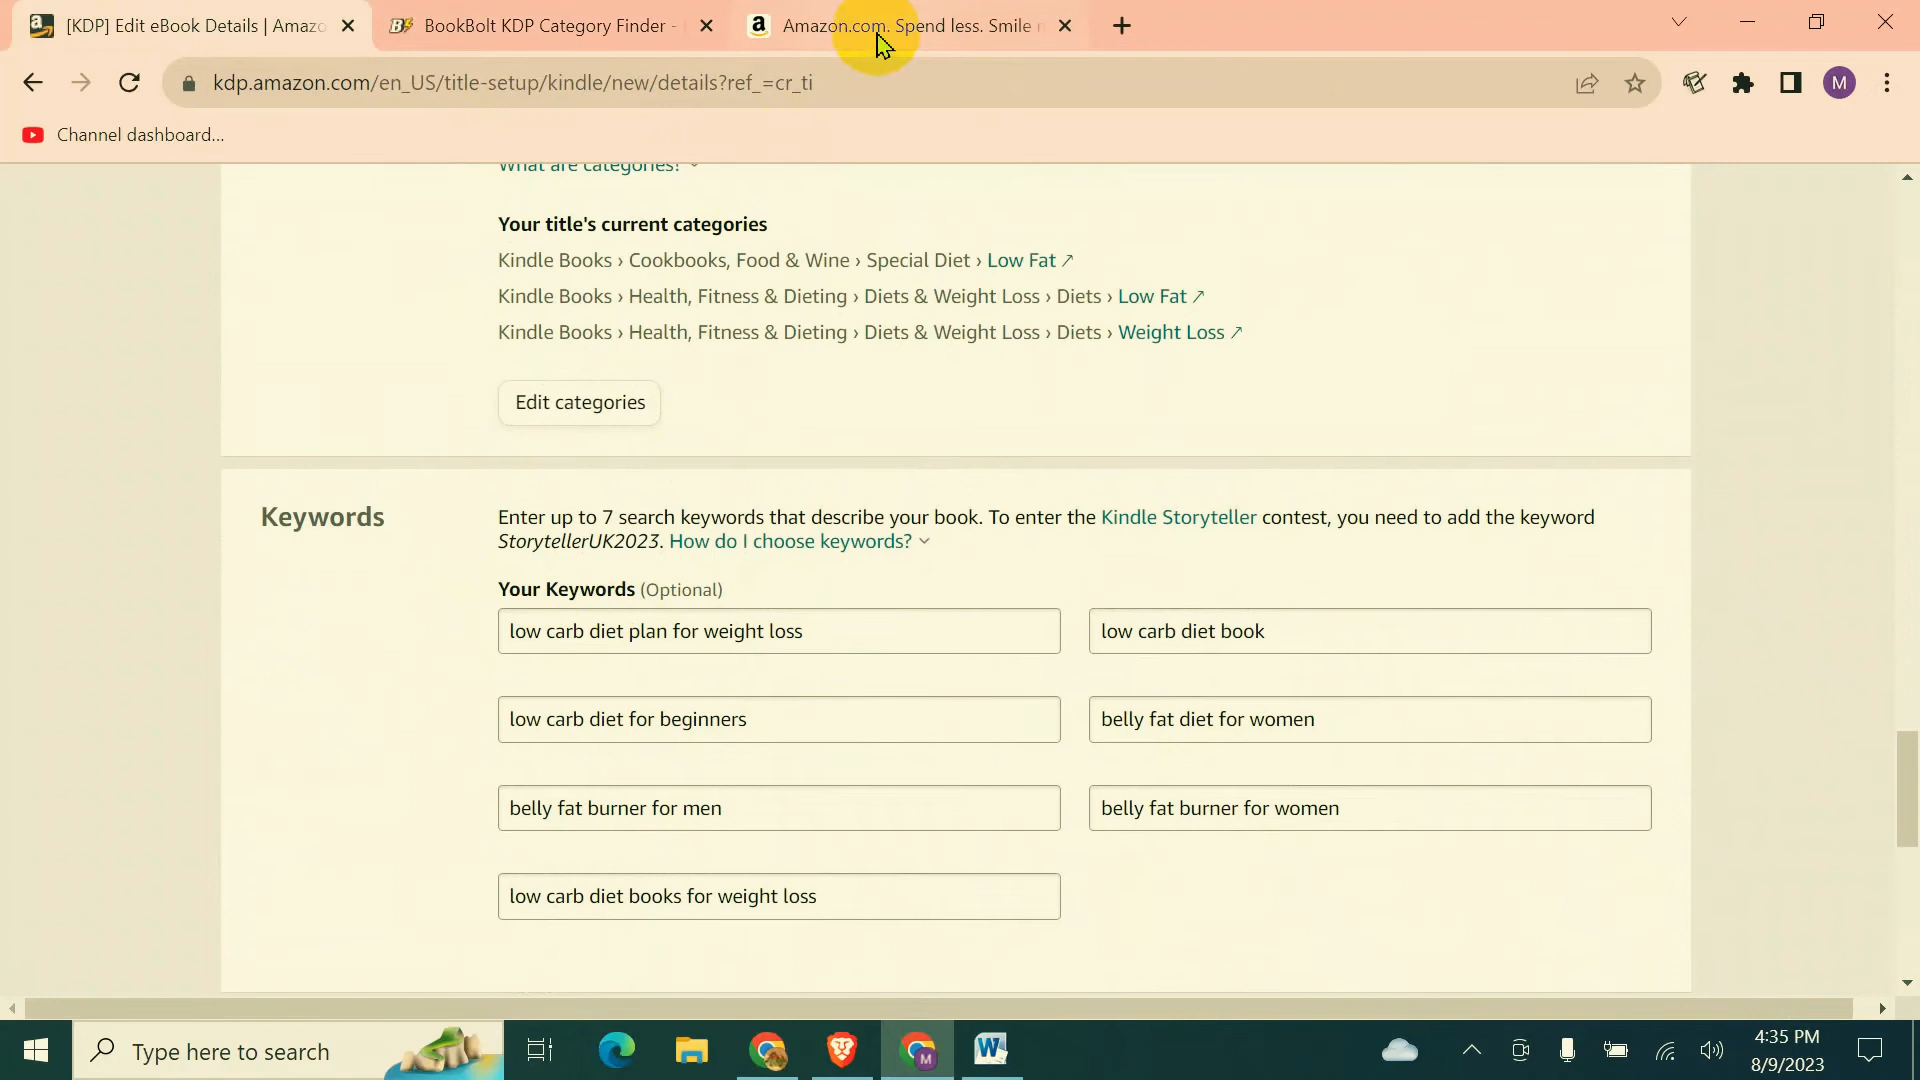 [KDP] Edit eBook Details | Amazo
BookBolt KDP Category Finder -
Amazon.com. Spend less. Smile
kdp.amazon.com/en_US/title-setup/kindle/new/details?ref_=cr_ti
M
Channel dashboard...
What are categories?
Your title's current categories
Kindle Books › Cookbooks, Food & Wine › Special Diet › Low Fat
Kindle Books › Health, Fitness & Dieting › Diets & Weight Loss › Diets › Low Fat
Kindle Books › Health, Fitness & Dieting › Diets & Weight Loss › Diets › Weight Loss
Edit categories
Keywords
Enter up to 7 search keywords that describe your book. To enter the Kindle Storyteller contest, you need to add the keyword
StorytellerUK2023. How do I choose keywords?
Your Keywords (Optional)
low carb diet plan for weight loss
low carb diet book
low carb diet for beginners
belly fat diet for women
belly fat burner for men
belly fat burner for women
low carb diet books for weight loss
Type here to search
4:35 PM
8/9/2023